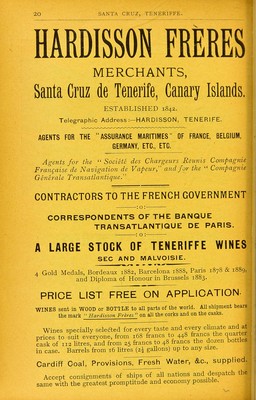 20 SANTA CRUZ, TENERIFFE.
HARDISSON FRÈRES
MERCHANTS,
Santa Cruz de Tenerife, Canary Islands.
ESTABLISHED 1842.
Telegraphic Address:—HARDISSON, TENERIFE.
AGENTS FOR THE "ASSURANCE MARITIMES" OF FRANCE, BELGIUM,
GERMANY, ETC., ETC.
Agents for the "Société des Chargeurs Reunis Compagnie
Française de Navigation de Vapeur," and for the "Compagnie
Générale Transatlantique."
CONTRACTORS TO THE FRENCH GOVERNMENT
:o:
CORRESPONDENTS OF THE BANQUE
TRANSATLANTIQUE DE PARIS.
:o:
A LARGE STOCK OF TENERIFFE WINES
SEC AND MALVOISIE.
4 Gold Medals, Bordeaux 1882, Barcelona 1888, Paris 1878 & 1889,
and Diploma of Honour in Brussels 1885.
PRICE LIST FREE ON APPLICATION.
WINES sent in WOOD or BOTTLE to all parts of the world. All shipment bears
the mark "Hardisson Frères" on all the corks and on the casks.
Wines specially selected for every taste and every climate and at
prices to suit everyone, from 168 francs to 448 francs the quarter
cask of 112 litres, and from 25 francs to 48 francs the dozen bottles
in case. Barrels from 16 litres (3½ gallons) up to any size.
Cardiff Coal, Provisions, Fresh Water, &c., supplied.
Accept consignments of ships of all nations and despatch the
same with the greatest promptitude and economy possible.